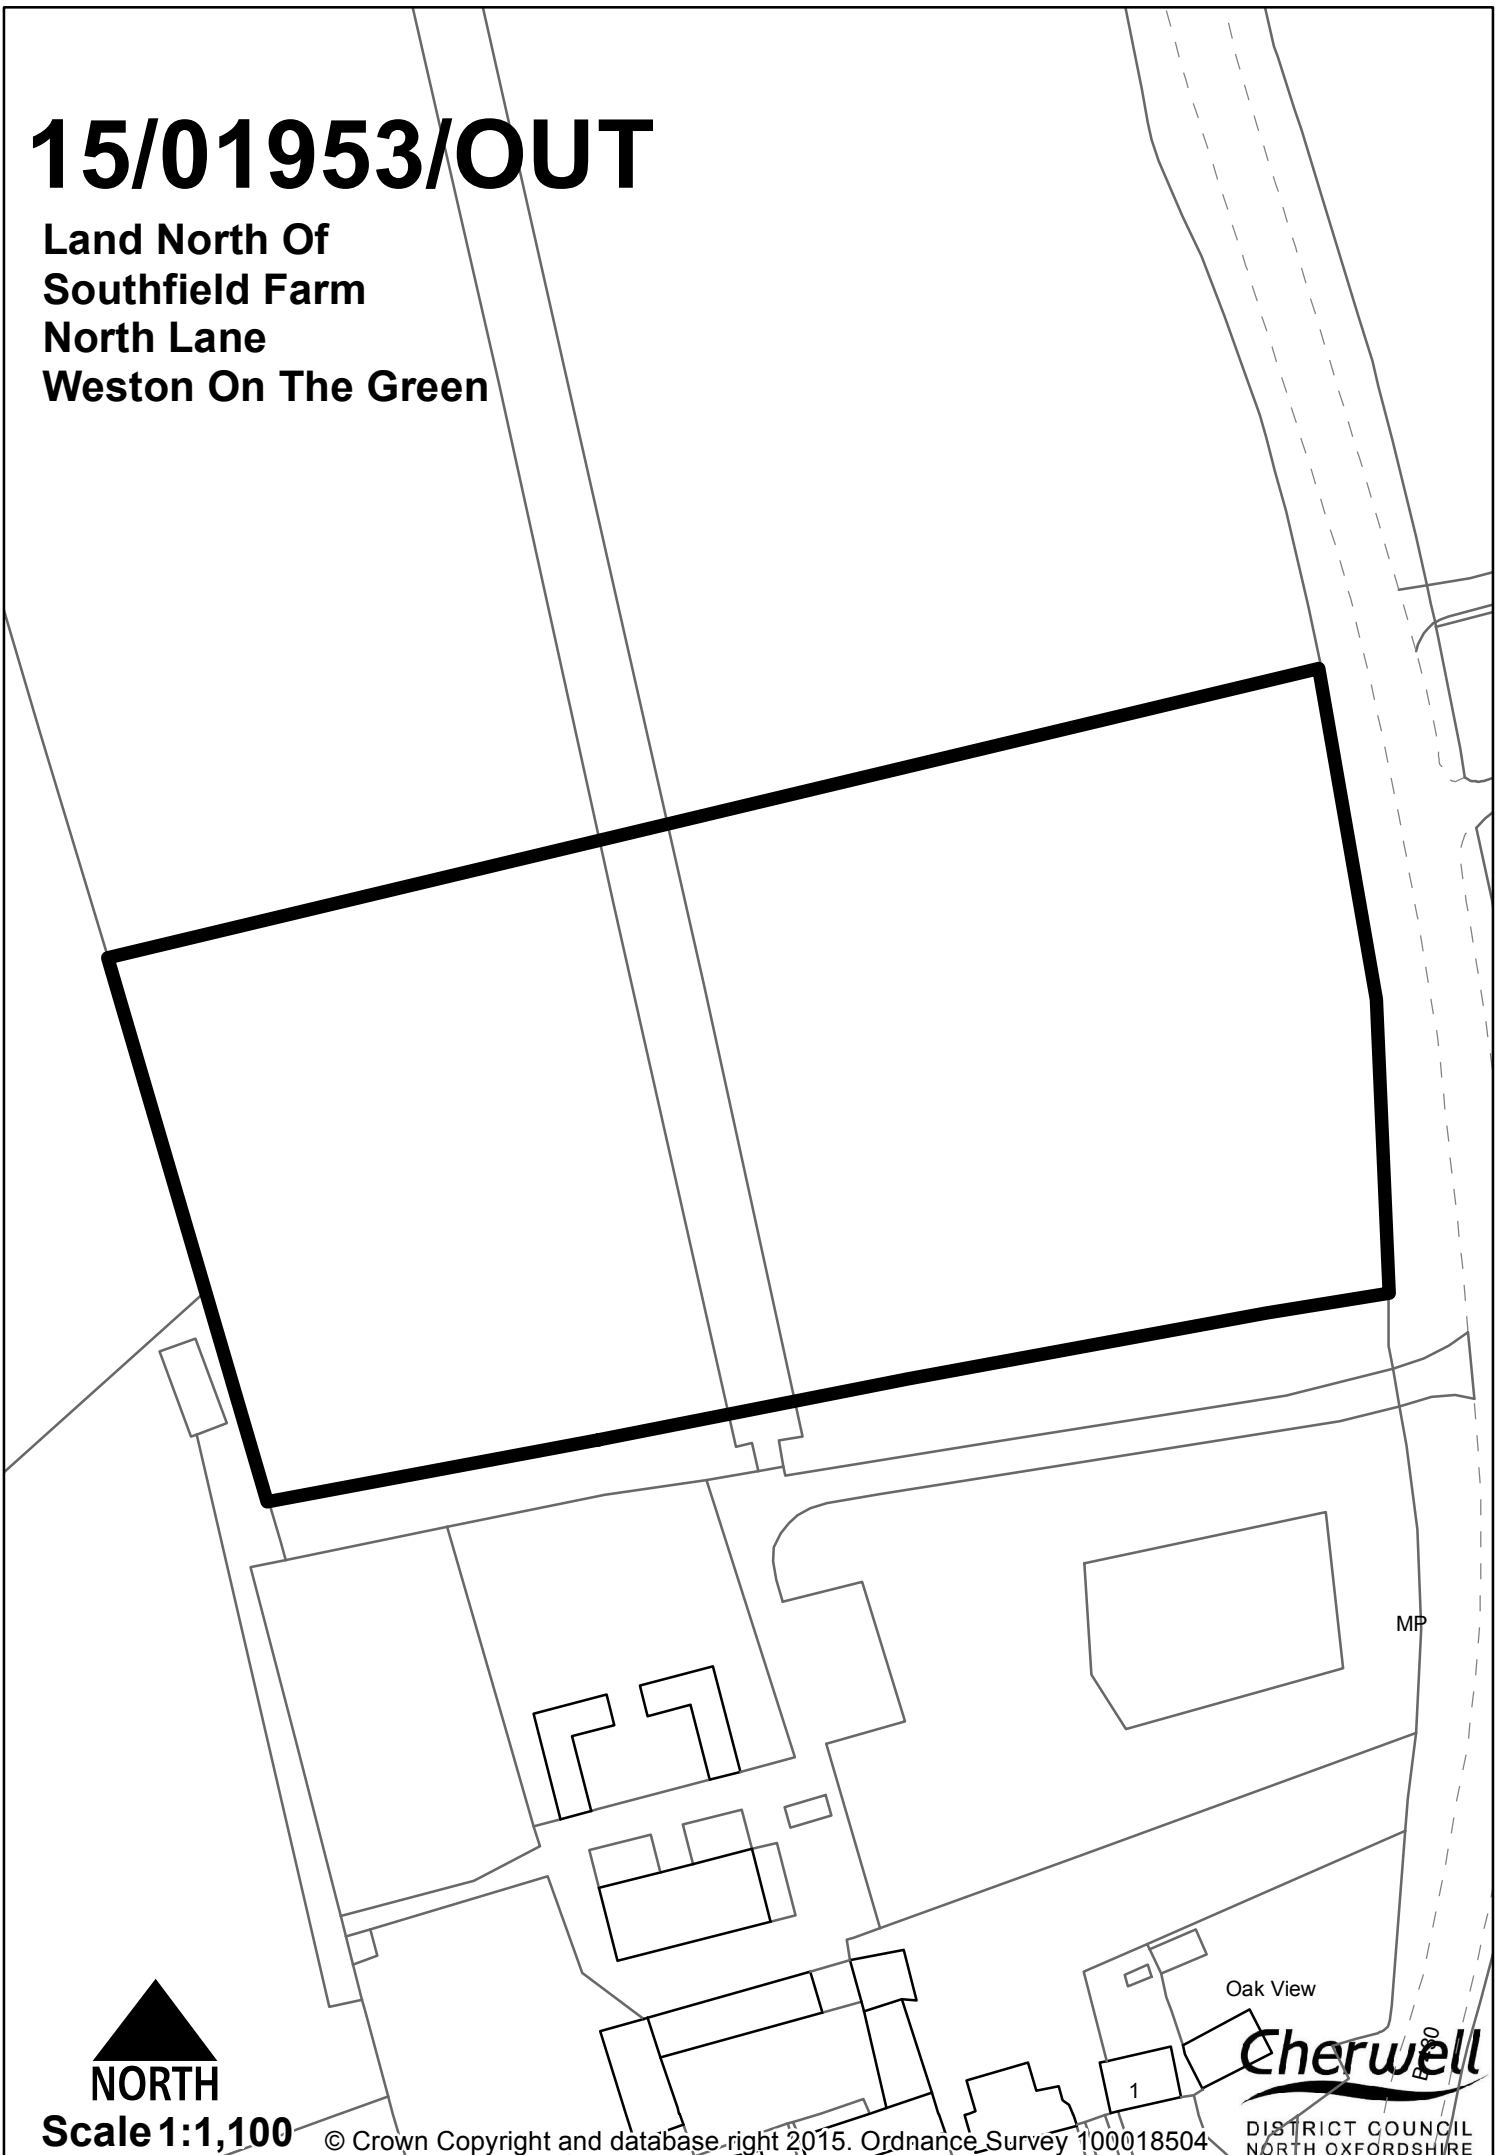 15/01953/OUT
Land North Of
Southfield Farm
North Lane
Weston On The Green
MP
Oak View
1
B430
Cherwell
DISTRICT COUNCIL
NORTH OXFORDSHIRE
NORTH
Scale 1:1,100
© Crown Copyright and database right 2015. Ordnance Survey 100018504